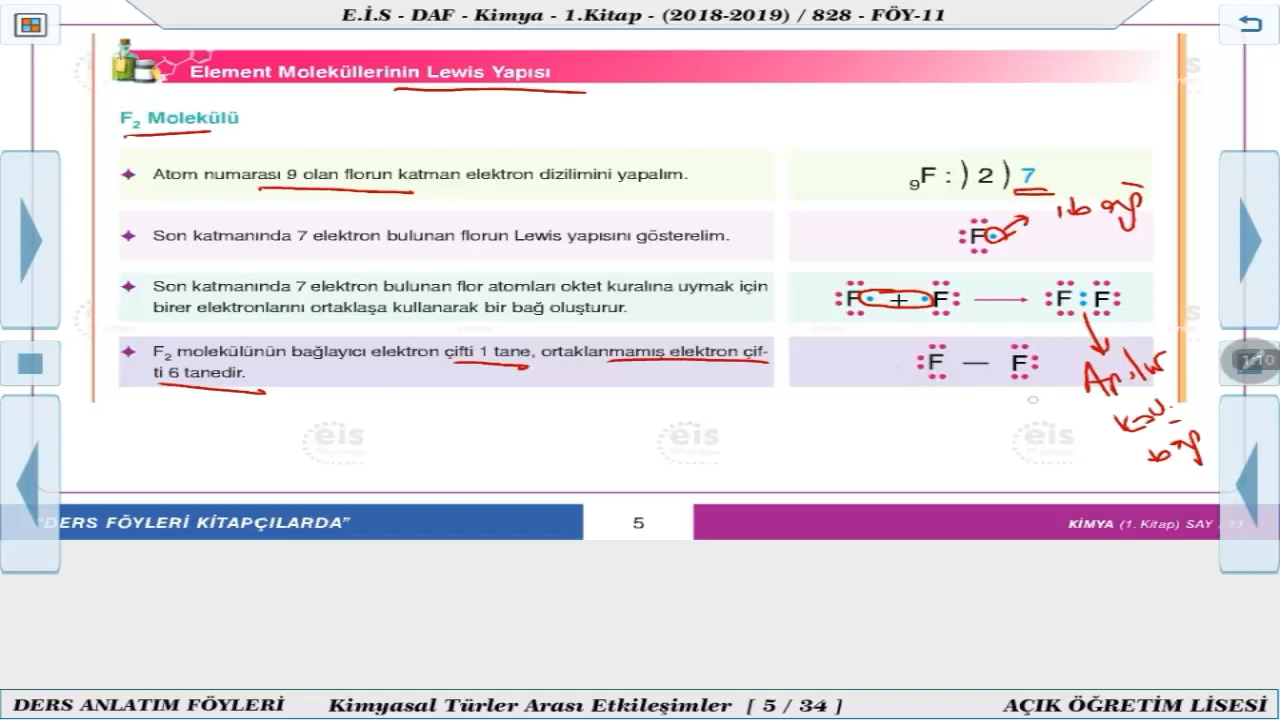 E.İ.S - DAF - Kimya - 1.Kitap - (2018-2019) / 828 - FÖY-11
Element Moleküllerinin Lewis Yapısı
F₂ Molekülü
Atom numarası 9 olan florun katman elektron dizilimini yapalım.
₉F : ) 2 ) 7
Son katmanında 7 elektron bulunan florun Lewis yapısını gösterelim.
F
Son katmanında 7 elektron bulunan flor atomları oktet kuralına uymak için
birer elektronlarını ortaklaşa kullanarak bir bağ oluşturur.
F + F → F : F
F₂ molekülünün bağlayıcı elektron çifti 1 tane, ortaklanmamış elektron çif-
ti 6 tanedir.
F — F
Apolar
kov.
bağ
1:10
eis eis eis
"DERS FÖYLERİ KİTAPÇILARDA"
5
KİMYA (1. Kitap) SAY
DERS ANLATIM FÖYLERİ
Kimyasal Türler Arası Etkileşimler [ 5 / 34 ]
AÇIK ÖĞRETİM LİSESİ